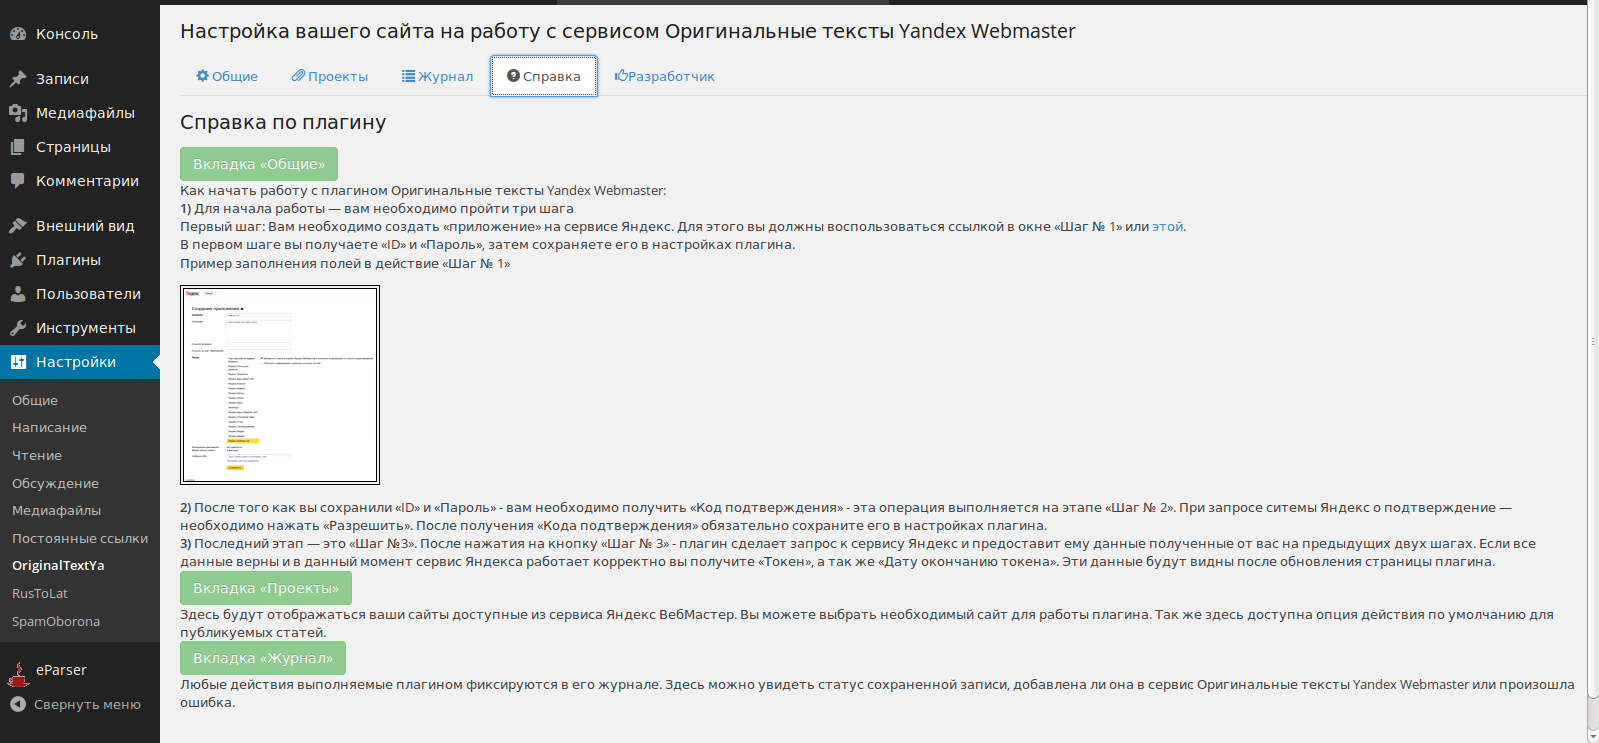 Консоль
Записи
Медиафайлы
Страницы
Комментарии
Внешний вид
Плагины
Пользователи
Инструменты
Настройки
Общие
Написание
Чтение
Обсуждение
Медиафайлы
Постоянные ссылки
OriginalTextYa
RusToLat
SpamOborona
eParser
Свернуть меню
Настройка вашего сайта на работу с сервисом Оригинальные тексты Yandex Webmaster
Общие Проекты Журнал Справка Разработчик
Справка по плагину
Вкладка «Общие»
Как начать работу с плагином Оригинальные тексты Yandex Webmaster:
1) Для начала работы — вам необходимо пройти три шага
Первый шаг: Вам необходимо создать «приложение» на сервисе Яндекс. Для этого вы должны воспользоваться ссылкой в окне «Шаг № 1» или этой.
В первом шаге вы получаете «ID» и «Пароль», затем сохраняете его в настройках плагина.
Пример заполнения полей в действие «Шаг № 1»
Яндекс
Создание приложения
2) После того как вы сохранили «ID» и «Пароль» - вам необходимо получить «Код подтверждения» - эта операция выполняется на этапе «Шаг № 2». При запросе ситемы Яндекс о подтверждение —
необходимо нажать «Разрешить». После получения «Кода подтверждения» обязательно сохраните его в настройках плагина.
3) Последний этап — это «Шаг №3». После нажатия на кнопку «Шаг № 3» - плагин сделает запрос к сервису Яндекс и предоставит ему данные полученные от вас на предыдущих двух шагах. Если все
данные верны и в данный момент сервис Яндекса работает корректно вы получите «Токен», а так же «Дату окончанию токена». Эти данные будут видны после обновления страницы плагина.
Вкладка «Проекты»
Здесь будут отображаться ваши сайты доступные из сервиса Яндекс ВебМастер. Вы можете выбрать необходимый сайт для работы плагина. Так же здесь доступна опция действия по умолчанию для
публикуемых статей.
Вкладка «Журнал»
Любые действия выполняемые плагином фиксируются в его журнале. Здесь можно увидеть статус сохраненной записи, добавлена ли она в сервис Оригинальные тексты Yandex Webmaster или произошла
ошибка.